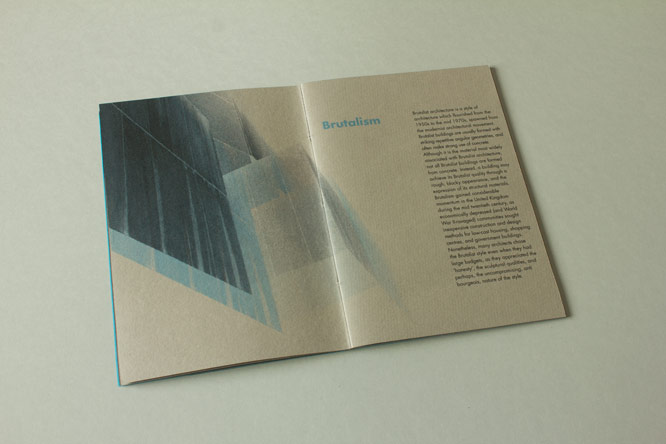 Brutalism
Brutalist architecture is a style of
architecture which flourished from the
1950s to the mid 1970s, spawned from
the modernist architectural movement.
Brutalist buildings are usually formed with
striking repetitive angular geometries, and
often make strong use of concrete.
Although it is the material most widely
associated with Brutalist architecture,
not all Brutalist buildings are formed
from concrete. Instead, a building may
achieve its Brutalist quality through a
rough, blocky appearance, and the
expression of its structural materials.
Brutalism gained considerable
momentum in the United Kingdom
during the mid twentieth century, as
economically depressed (and World
War II-ravaged) communities sought
inexpensive construction and design
methods for low-cost housing, shopping
centres, and government buildings.
Nonetheless, many architects chose
the Brutalist style even when they had
large budgets, as they appreciated the
'honesty', the sculptural qualities, and
perhaps, the uncompromising, anti
bourgeois, nature of the style.